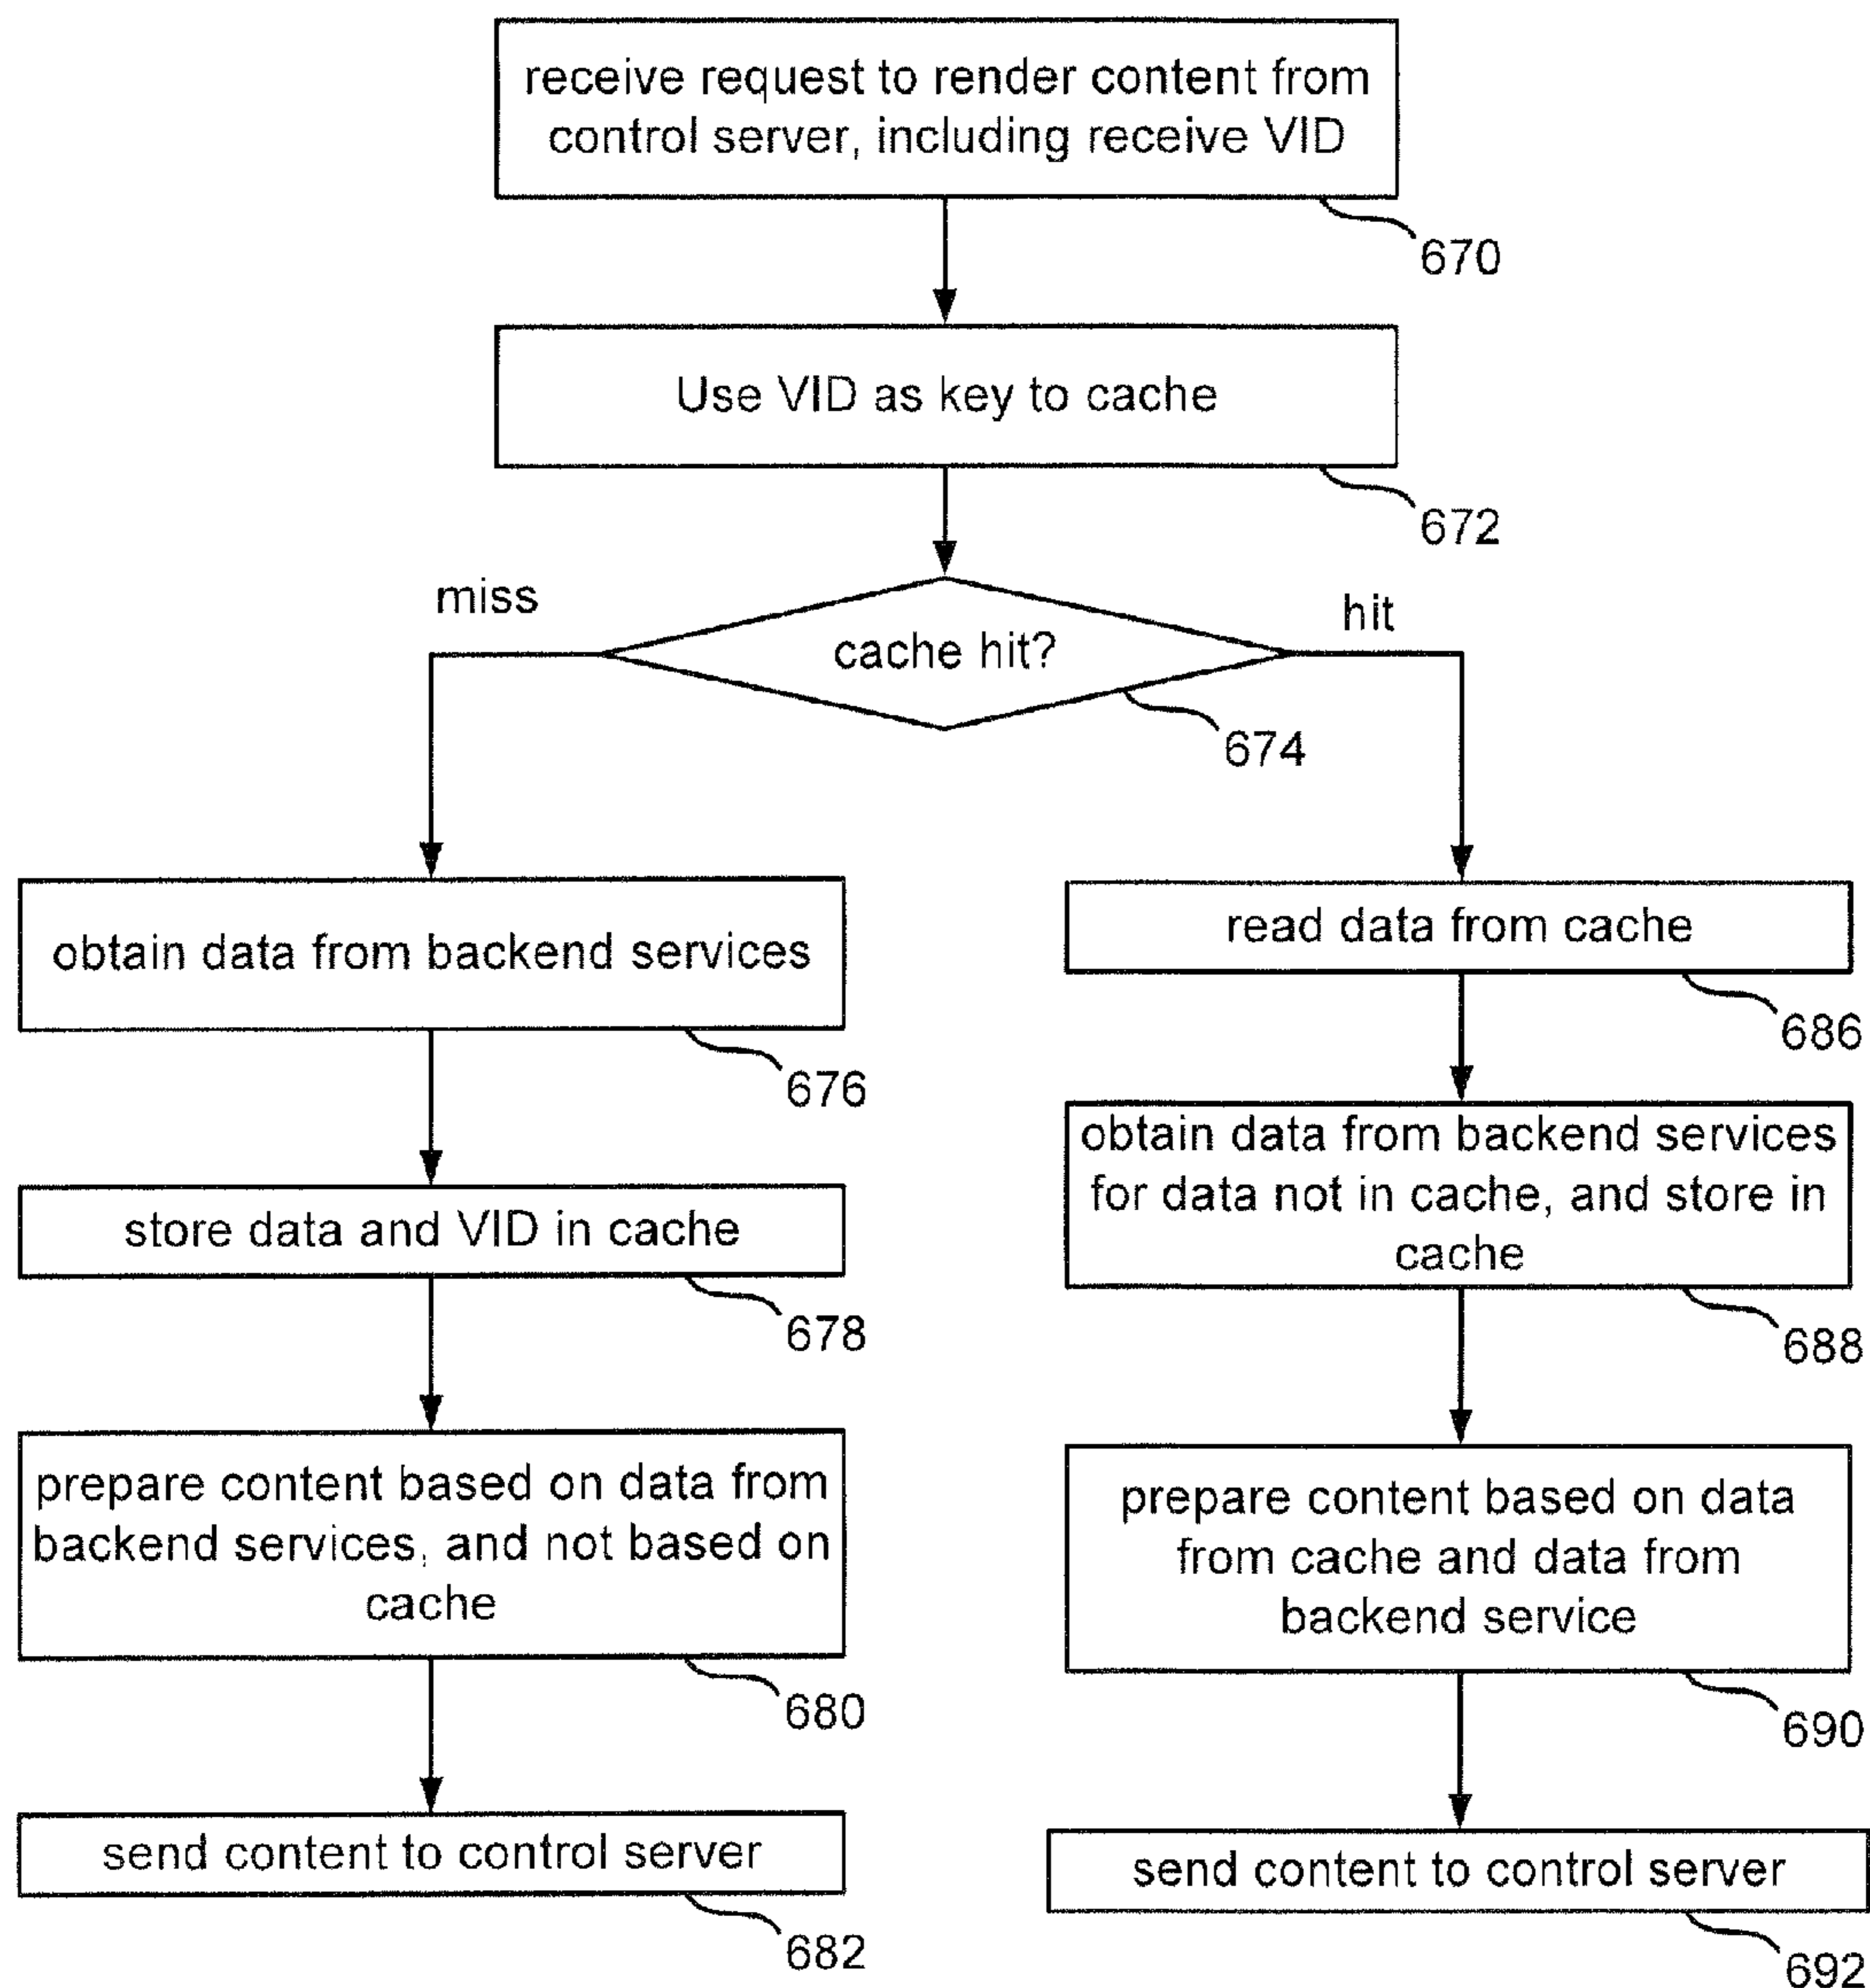 receive request to render content from
control server, including receive VID
670
Use VID as key to cache
672
miss
hit
cache hit?
674
obtain data from backend services
676
store data and VID in cache
678
prepare content based on data from
backend services, and not based on
cache
680
send content to control server
682
read data from cache
686
obtain data from backend services
for data not in cache, and store in
cache
688
prepare content based on data
from cache and data from
backend service
690
send content to control server
692